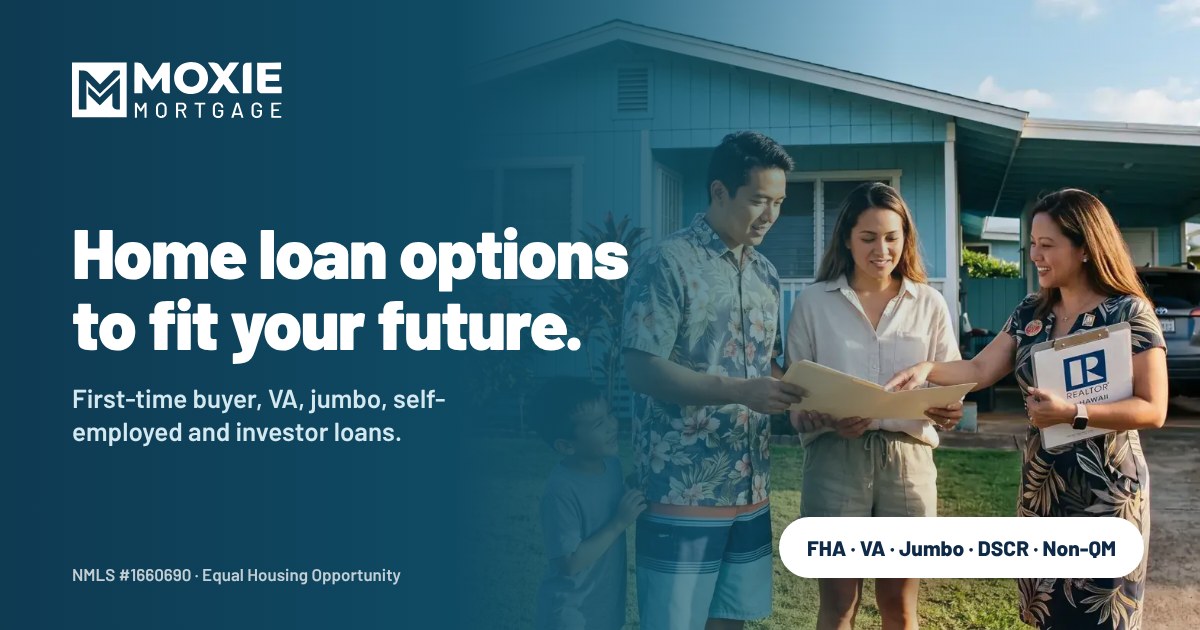 MOXIE
MORTGAGE
Home loan options
to fit your future.
First-time buyer, VA, jumbo, self-
employed and investor loans.
REALTOR
HAWAII
FHA · VA · Jumbo · DSCR · Non-QM
NMLS #1660690 · Equal Housing Opportunity